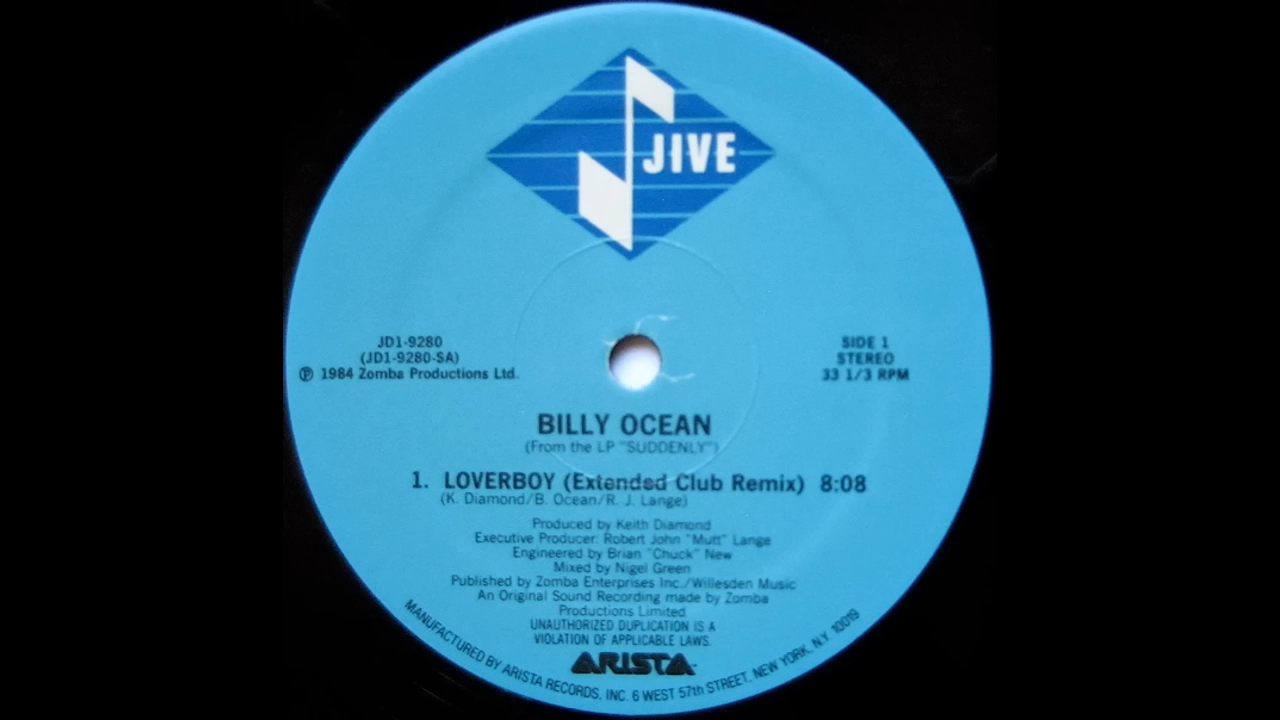 JIVE
JD1-9280
(JD1-9280-SA)
Ⓟ 1984 Zomba Productions Ltd.
SIDE 1
STEREO
33 1/3 RPM
BILLY OCEAN
(From the LP "SUDDENLY")
1. LOVERBOY (Extended Club Remix) 8:08
(K. Diamond/B. Ocean/R. J. Lange)
Produced by Keith Diamond
Executive Producer: Robert John "Mutt" Lange
Engineered by Brian "Chuck" New
Mixed by Nigel Green
Published by Zomba Enterprises Inc./Willesden Music
An Original Sound Recording made by Zomba
Productions Limited
UNAUTHORIZED DUPLICATION IS A
VIOLATION OF APPLICABLE LAWS.
ARISTA
MANUFACTURED BY ARISTA RECORDS, INC. 6 WEST 57th STREET, NEW YORK, N.Y. 10019